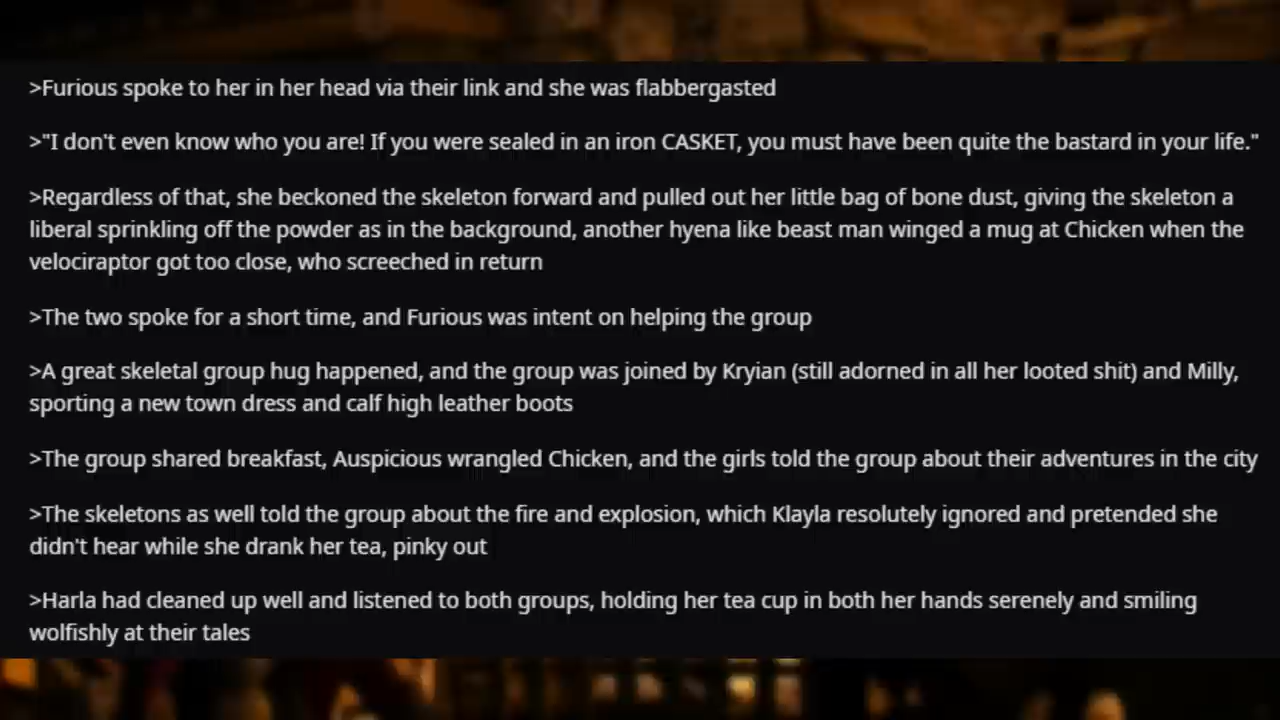 >Furious spoke to her in her head via their link and she was flabbergasted
>"I don't even know who you are! If you were sealed in an iron CASKET, you must have been quite the bastard in your life."
>Regardless of that, she beckoned the skeleton forward and pulled out her little bag of bone dust, giving the skeleton a
liberal sprinkling off the powder as in the background, another hyena like beast man winged a mug at Chicken when the
velociraptor got too close, who screeched in return
>The two spoke for a short time, and Furious was intent on helping the group
>A great skeletal group hug happened, and the group was joined by Kryian (still adorned in all her looted shit) and Milly,
sporting a new town dress and calf high leather boots
>The group shared breakfast, Auspicious wrangled Chicken, and the girls told the group about their adventures in the city
>The skeletons as well told the group about the fire and explosion, which Klayla resolutely ignored and pretended she
didn't hear while she drank her tea, pinky out
>Harla had cleaned up well and listened to both groups, holding her tea cup in both her hands serenely and smiling
wolfishly at their tales